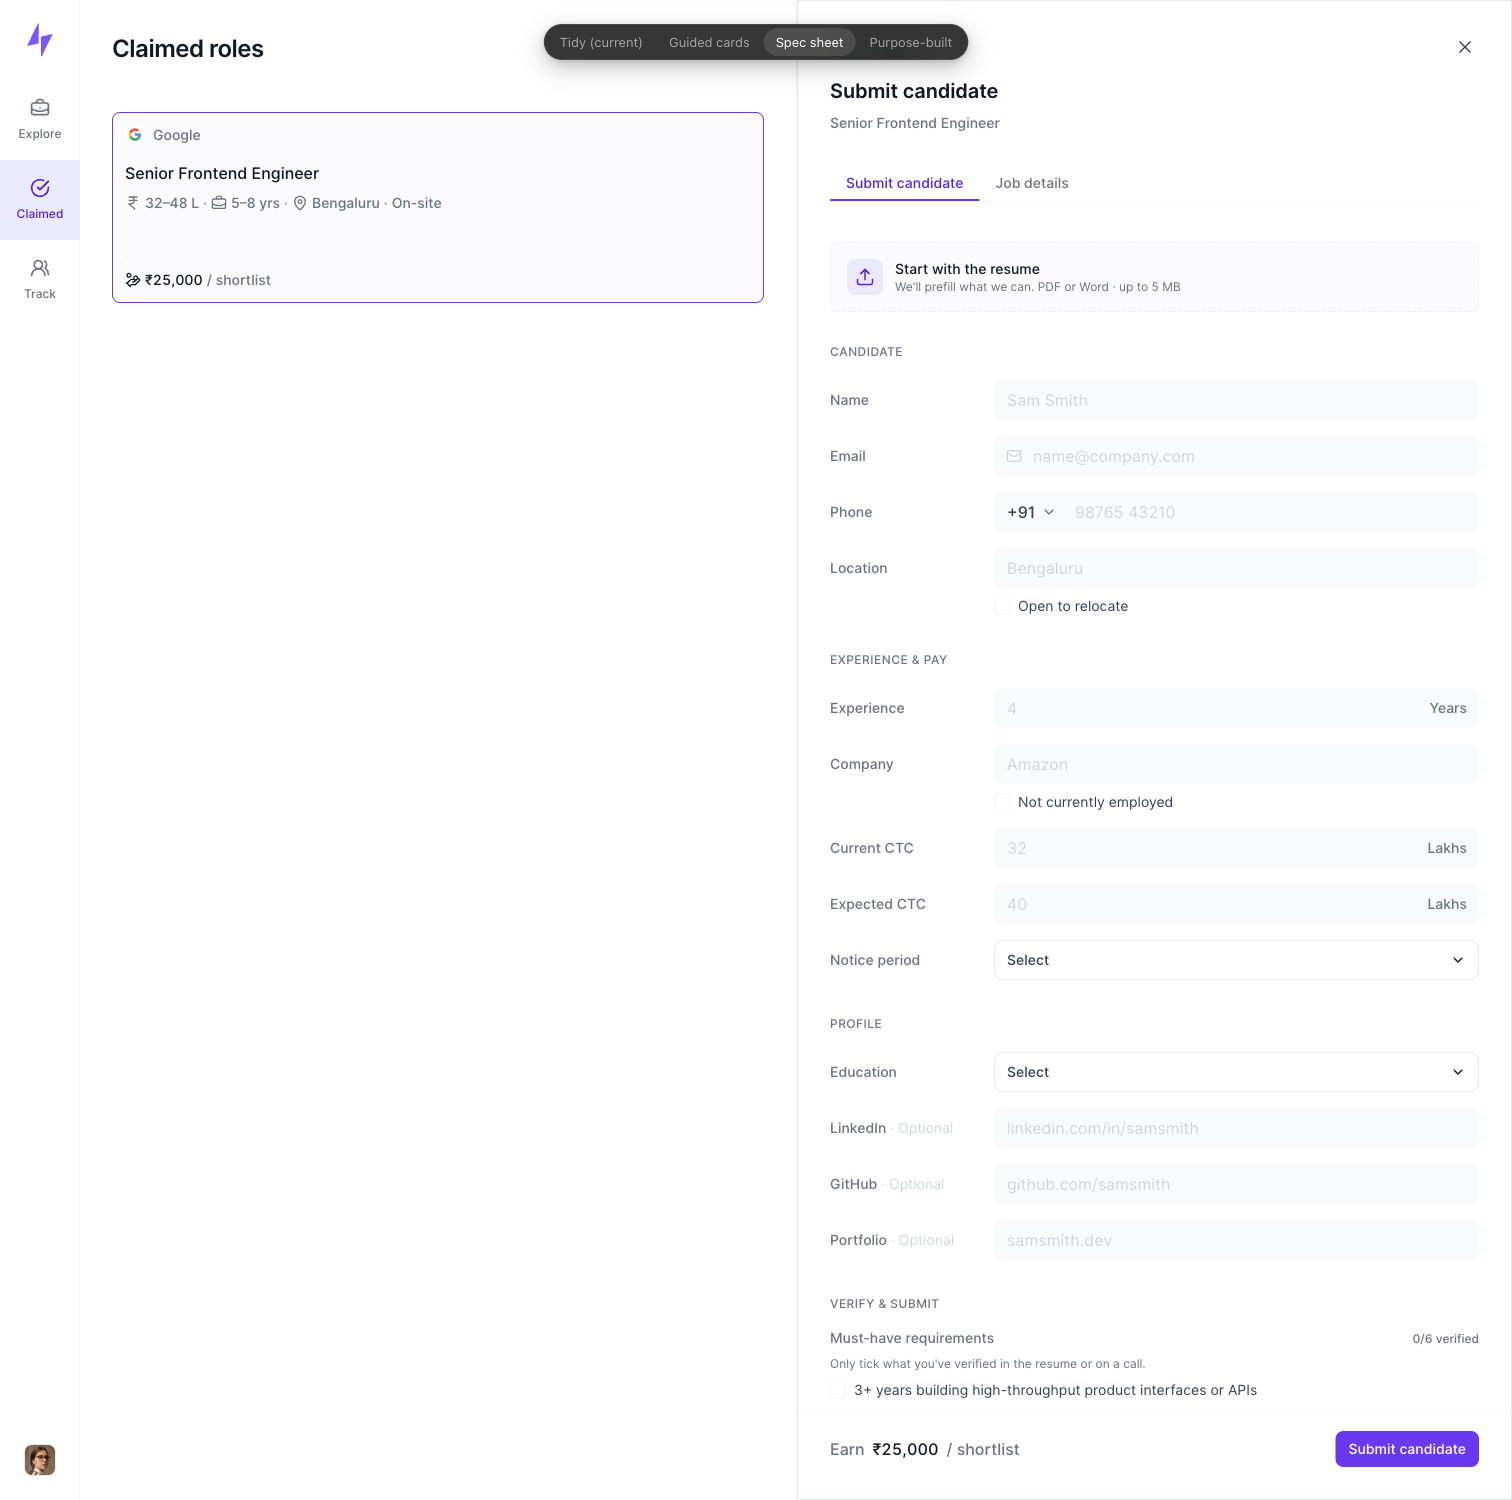 Tidy (current) Guided cards Spec sheet Purpose-built
Explore
Claimed
Track
Claimed roles
Google
Senior Frontend Engineer
₹ 32–48 L · 5–8 yrs · Bengaluru · On-site
₹25,000 / shortlist
Submit candidate
Senior Frontend Engineer
Submit candidate Job details
Start with the resume
We'll prefill what we can. PDF or Word · up to 5 MB
CANDIDATE
Name Sam Smith
Email name@company.com
Phone +91 98765 43210
Location Bengaluru
Open to relocate
EXPERIENCE & PAY
Experience 4 Years
Company Amazon
Not currently employed
Current CTC 32 Lakhs
Expected CTC 40 Lakhs
Notice period Select
PROFILE
Education Select
LinkedIn · Optional linkedin.com/in/samsmith
GitHub · Optional github.com/samsmith
Portfolio · Optional samsmith.dev
VERIFY & SUBMIT
Must-have requirements 0/6 verified
Only tick what you've verified in the resume or on a call.
3+ years building high-throughput product interfaces or APIs
Earn ₹25,000 / shortlist Submit candidate